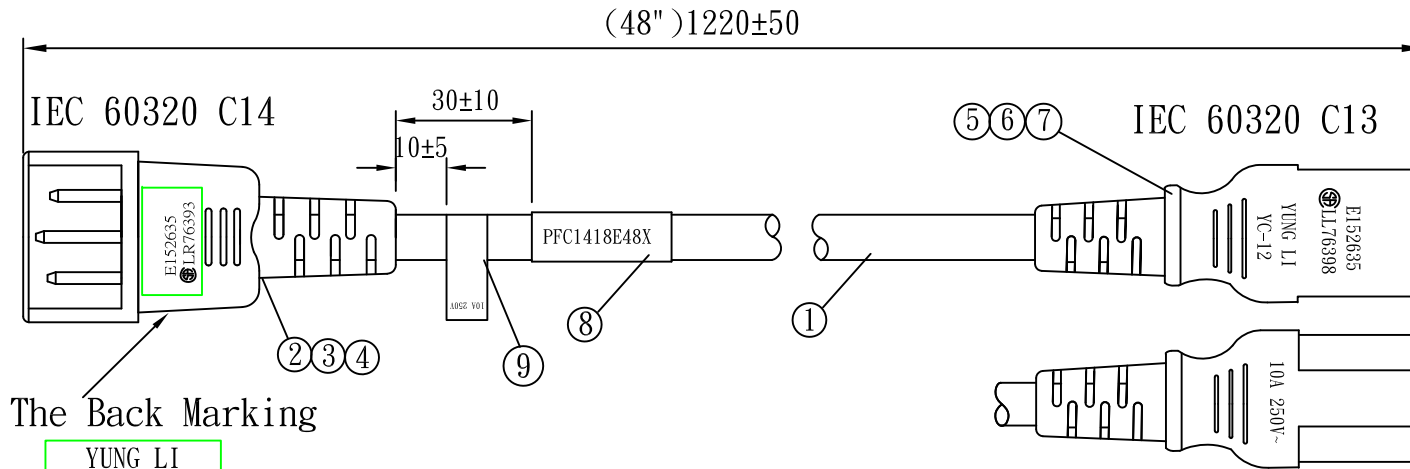 (48")1220±50
IEC 60320 C14
30±10
10±5
⑤⑥⑦
IEC 60320 C13
E152635
LR76393
PFC1418E48X
10A 250V
YUNG LI
YC-12
E152635
LL76398
②③④
⑨
⑧
①
10A 250V~
The Back Marking
YUNG LI